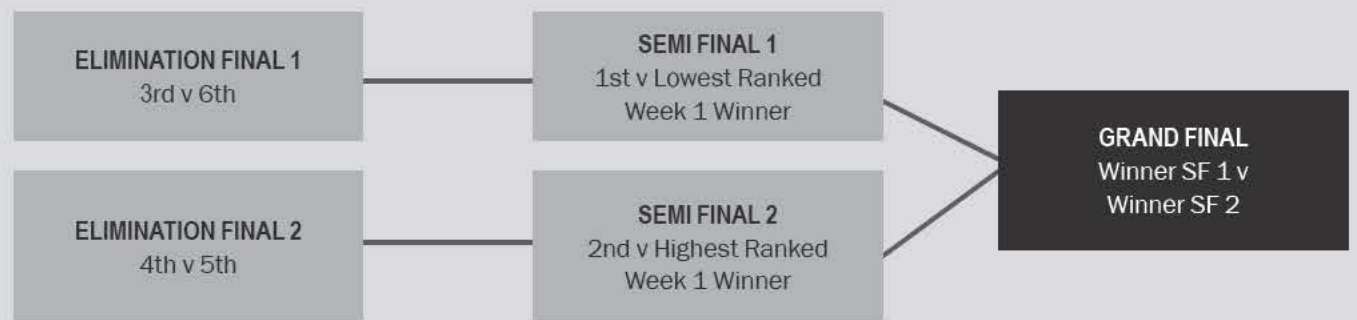 ELIMINATION FINAL 1
3rd v 6th
SEMI FINAL 1
1st v Lowest Ranked
Week 1 Winner
ELIMINATION FINAL 2
4th v 5th
SEMI FINAL 2
2nd v Highest Ranked
Week 1 Winner
GRAND FINAL
Winner SF 1 v
Winner SF 2